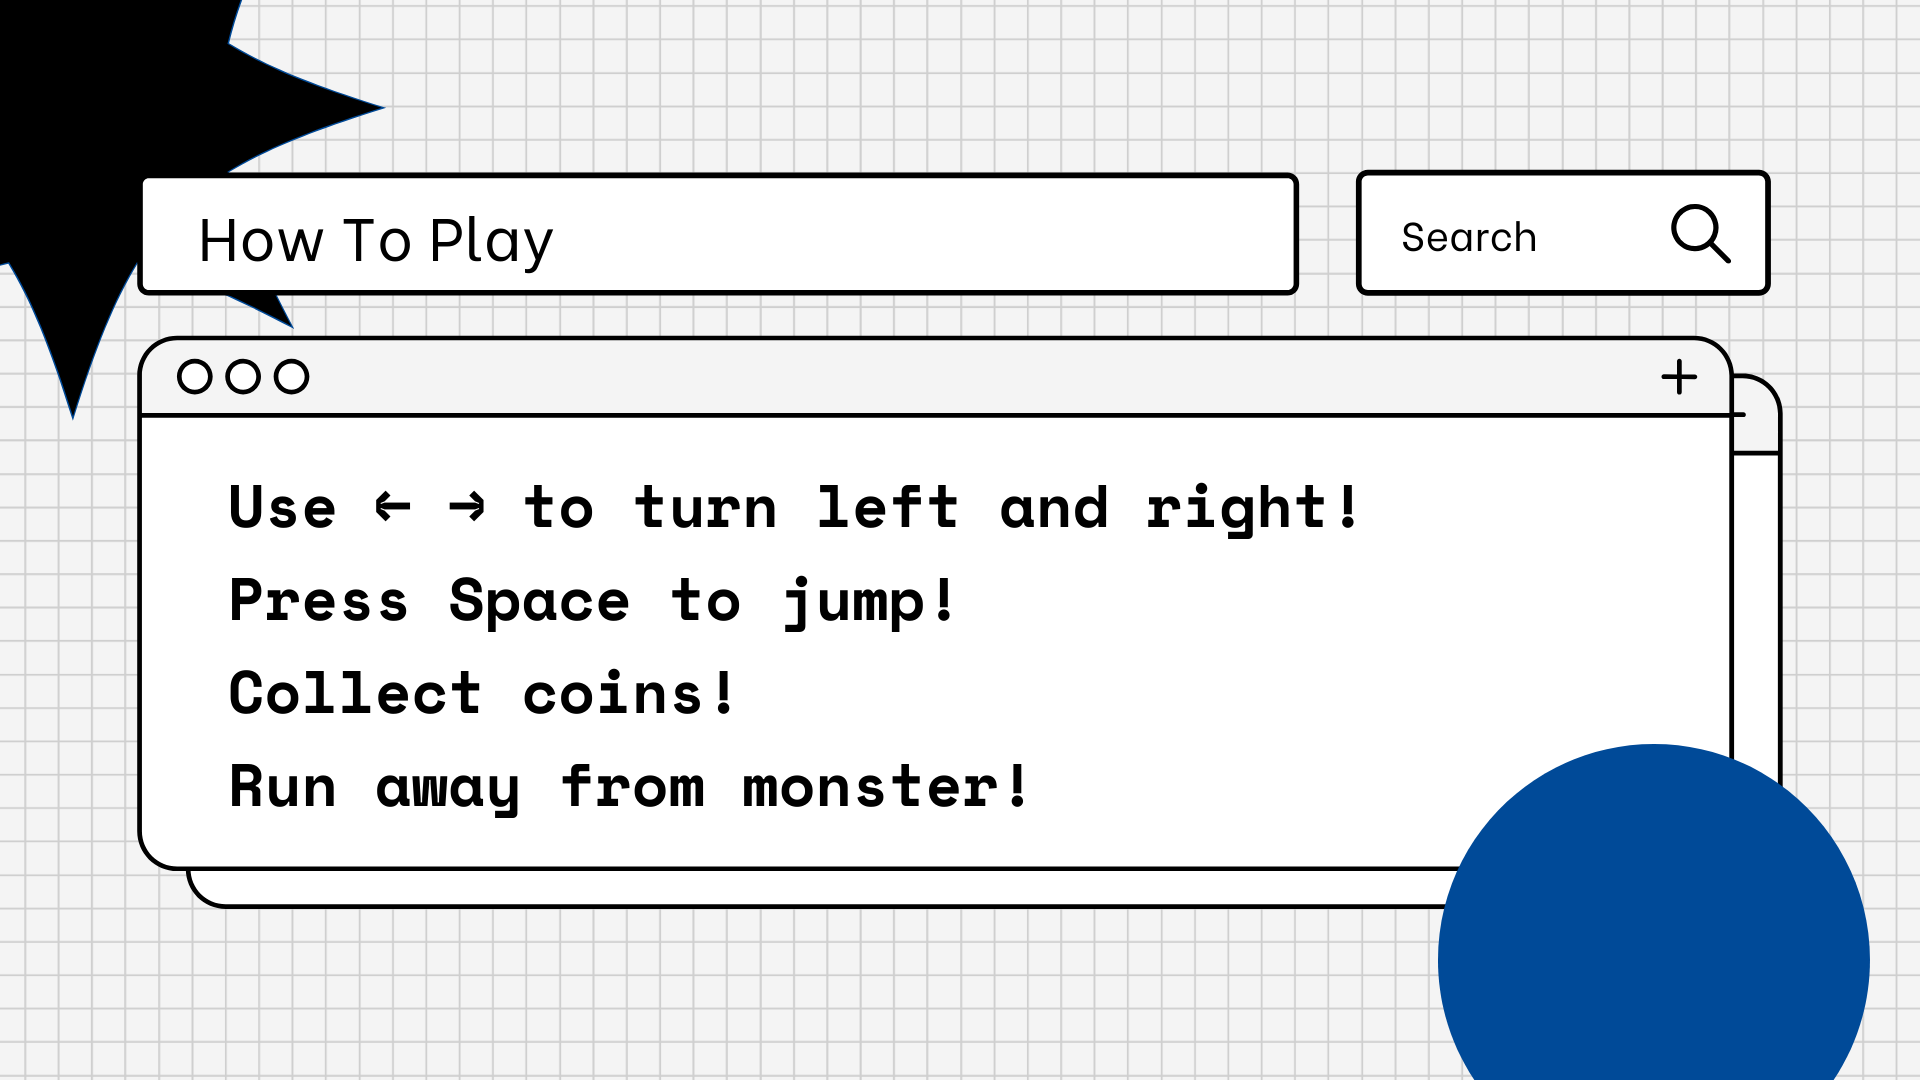 How To Play
Search
Use ← → to turn left and right!
Press Space to jump!
Collect coins!
Run away from monster!